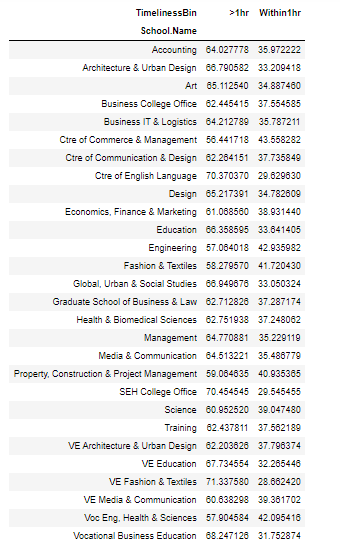 TimelinessBin >1hr Within1hr
School.Name
Accounting 64.027778 35.972222
Architecture & Urban Design 66.790582 33.209418
Art 65.112540 34.887460
Business College Office 62.445415 37.554585
Business IT & Logistics 64.212789 35.787211
Ctre of Commerce & Management 56.441718 43.558282
Ctre of Communication & Design 62.264151 37.735849
Ctre of English Language 70.370370 29.629630
Design 65.217391 34.782609
Economics, Finance & Marketing 61.068560 38.931440
Education 66.358595 33.641405
Engineering 57.064018 42.935982
Fashion & Textiles 58.279570 41.720430
Global, Urban & Social Studies 66.949676 33.050324
Graduate School of Business & Law 62.712826 37.287174
Health & Biomedical Sciences 62.751938 37.248062
Management 64.770881 35.229119
Media & Communication 64.513221 35.486779
Property, Construction & Project Management 59.064635 40.935365
SEH College Office 70.454545 29.545455
Science 60.952520 39.047480
Training 62.437811 37.562189
VE Architecture & Urban Design 62.203626 37.796374
VE Education 67.734554 32.265446
VE Fashion & Textiles 71.337580 28.662420
VE Media & Communication 60.638298 39.361702
Voc Eng, Health & Sciences 57.904584 42.095416
Vocational Business Education 68.247126 31.752874